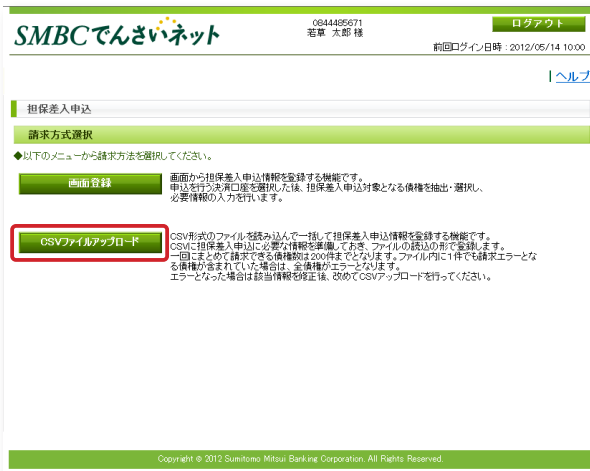 SMBCでんさいネット
0844485671
若草 太郎 様
ログアウト
前回ログイン日時：2012/05/14 10:00
ヘルプ
担保差入申込
請求方式選択
◆以下のメニューから請求方法を選択してください。
画面登録
画面から担保差入申込情報を登録する機能です。
申込を行う決済口座を選択した後、担保差入申込対象となる債権を抽出・選択し、
必要情報の入力を行います。
CSVファイルアップロード
CSV形式のファイルを読み込んで一括して担保差入申込情報を登録する機能です。
CSVに担保差入申込に必要な情報を準備しておき、ファイルの読込の形で登録します。
一回にまとめて請求できる債権数は200件までとなります。ファイル内に1件でも請求エラーとな
る債権が含まれていた場合は、全債権がエラーとなります。
エラーとなった場合は該当情報を修正後、改めてCSVアップロードを行ってください。
Copyright © 2012 Sumitomo Mitsui Banking Corporation. All Rights Reserved.